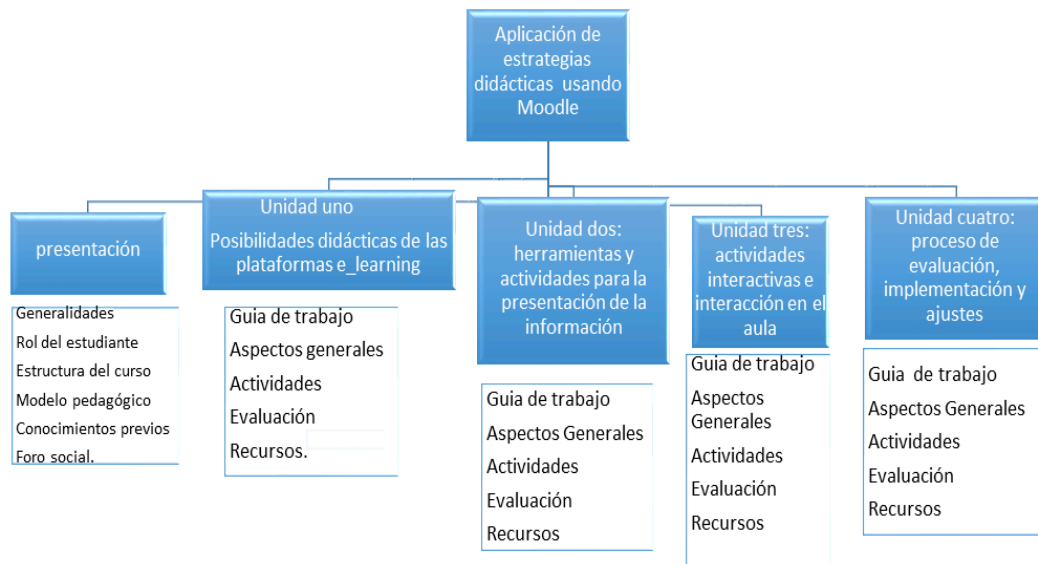 Aplicación de
estrategias
didácticas usando
Moodle
presentación
Generalidades
Rol del estudiante
Estructura del curso
Modelo pedagógico
Conocimientos previos
Foro social.
Unidad uno
Posibilidades didácticas de las
plataformas e_learning
Guia de trabajo
Aspectos generales
Actividades
Evaluación
Recursos.
Unidad dos:
herramientas y
actividades para la
presentación de la
información
Guia de trabajo
Aspectos Generales
Actividades
Evaluación
Recursos
Unidad tres:
actividades
interactivas e
interacción en el
aula
Guia de trabajo
Aspectos
Generales
Actividades
Evaluación
Recursos
Unidad cuatro:
proceso de
evaluación,
implementación y
ajustes
Guia de trabajo
Aspectos Generales
Actividades
Evaluación
Recursos